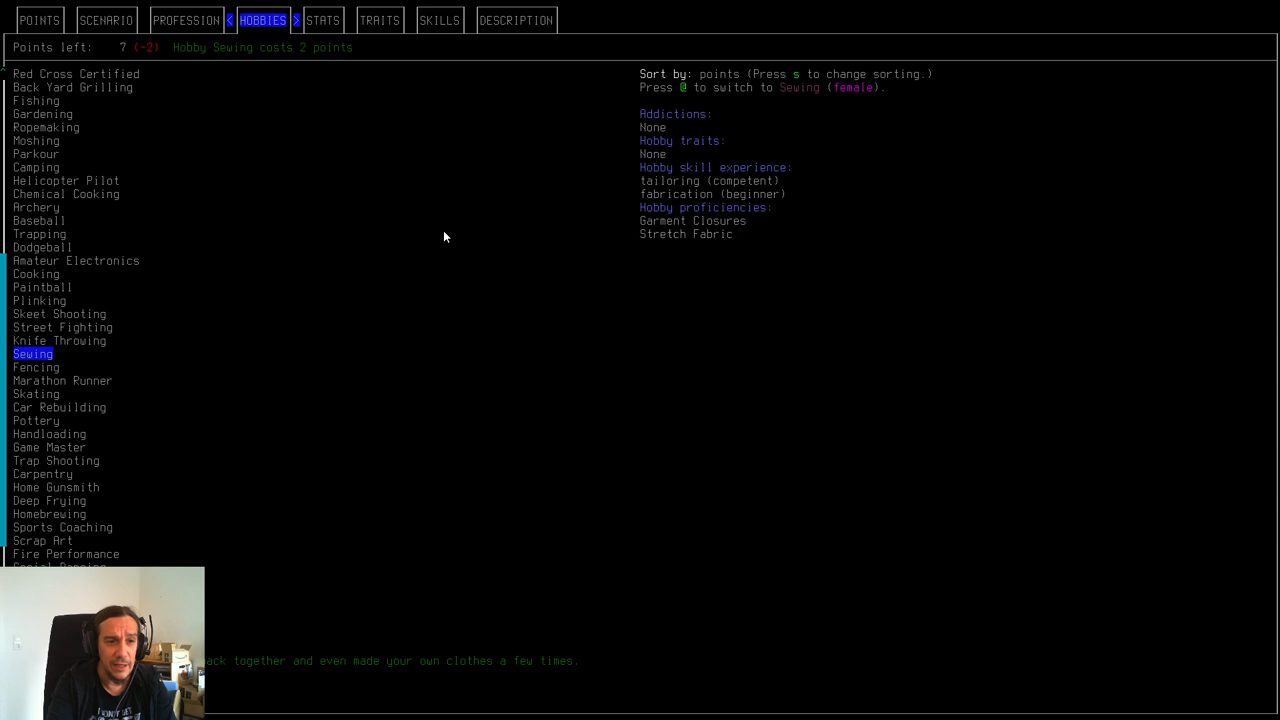 POINTS SCENARIO PROFESSION < HOBBIES > STATS TRAITS SKILLS DESCRIPTION
Points left: 7 (-2) Hobby Sewing costs 2 points
Red Cross Certified
Back Yard Grilling
Fishing
Gardening
Ropemaking
Moshing
Parkour
Camping
Helicopter Pilot
Chemical Cooking
Archery
Baseball
Trapping
Dodgeball
Amateur Electronics
Cooking
Paintball
Plinking
Skeet Shooting
Street Fighting
Knife Throwing
Sewing
Fencing
Marathon Runner
Skating
Car Rebuilding
Pottery
Handloading
Game Master
Trap Shooting
Carpentry
Home Gunsmith
Deep Frying
Homebrewing
Sports Coaching
Scrap Art
Fire Performance
Sort by: points (Press s to change sorting.)
Press @ to switch to Sewing (female).
Addictions:
None
Hobby traits:
None
Hobby skill experience:
tailoring (competent)
fabrication (beginner)
Hobby proficiencies:
Garment Closures
Stretch Fabric
together and even made your own clothes a few times.